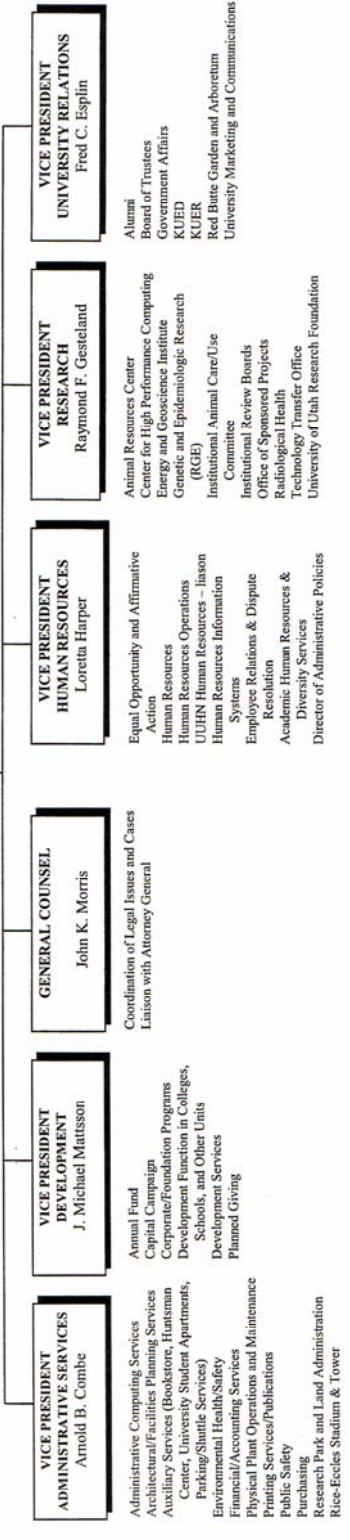 VICE PRESIDENT
ADMINISTRATIVE SERVICES
Arnold B. Combe
Administrative Computing Services
Architectural/Facilities Planning Services
Auxiliary Services (Bookstore, Huntsman
Center, University Student Apartments,
Parking/Shuttle Services)
Environmental Health/Safety
Financial/Accounting Services
Physical Plant Operations and Maintenance
Printing Services/Publications
Public Safety
Purchasing
Research Park and Land Administration
Rice-Eccles Stadium & Tower
VICE PRESIDENT
DEVELOPMENT
J. Michael Mattsson
Annual Fund
Capital Campaign
Corporate/Foundation Programs
Development Function in Colleges,
Schools, and Other Units
Development Services
Planned Giving
GENERAL COUNSEL
John K. Morris
Coordination of Legal Issues and Cases
Liaison with Attorney General
VICE PRESIDENT
HUMAN RESOURCES
Loretta Harper
Equal Opportunity and Affirmative
Action
Human Resources
Human Resources Operations
UUHN Human Resources – liason
Human Resources Information
Systems
Employee Relations & Dispute
Resolution
Academic Human Resources &
Diversity Services
Director of Administrative Policies
VICE PRESIDENT
RESEARCH
Raymond F. Gesteland
Animal Resources Center
Center for High Performance Computing
Energy and Geoscience Institute
Genetic and Epidemiologic Research
(RGE)
Institutional Animal Care/Use
Committee
Institutional Review Boards
Office of Sponsored Projects
Radiological Health
Technology Transfer Office
University of Utah Research Foundation
VICE PRESIDENT
UNIVERSITY RELATIONS
Fred C. Esplin
Alumni
Board of Trustees
Government Affairs
KUED
KUER
Red Butte Garden and Arboretum
University Marketing and Communications